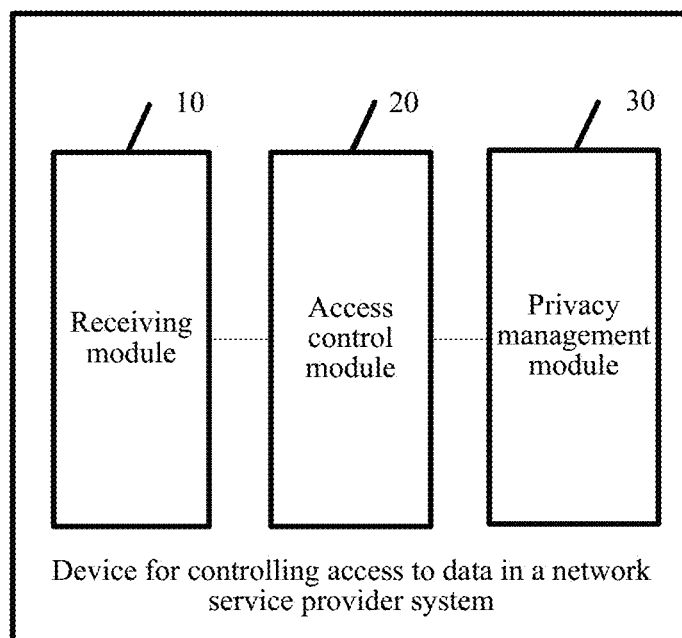 10
20
30
Receiving
module
Access
control
module
Privacy
management
module
Device for controlling access to data in a network
service provider system